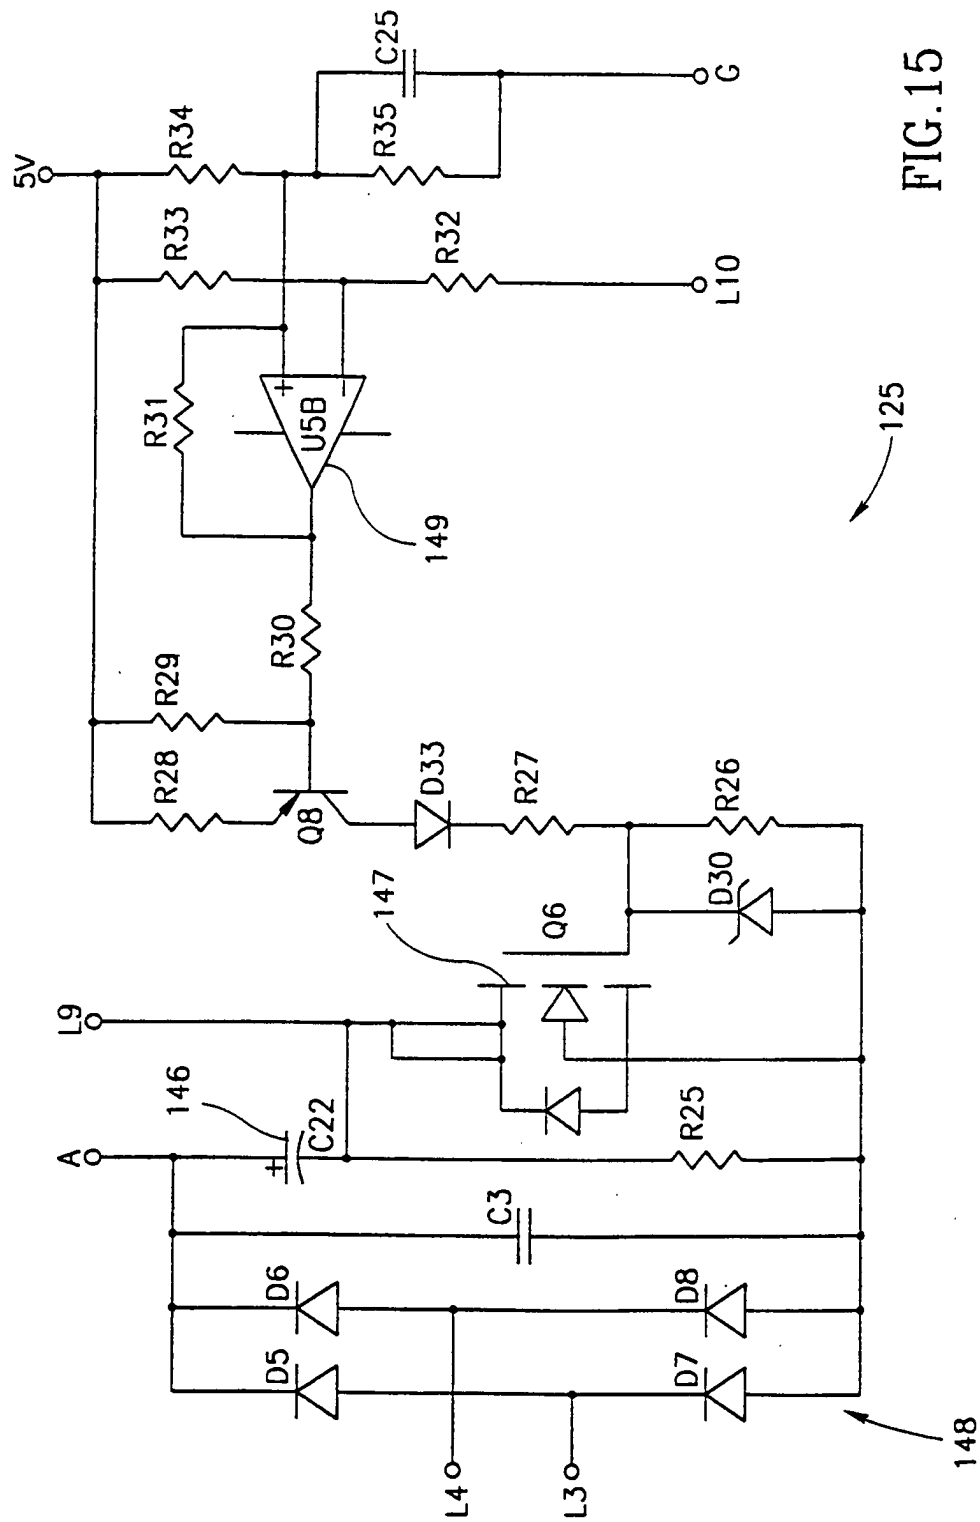 5V
R34
C25
R35
G
R33
R32
L10
R31
+
−
U5B
149
R30
R29
R28
Q8
D33
R27
R26
D30
Q6
147
L9
146
A
+
C22
R25
C3
D6
D5
D8
D7
L4
L3
148
125
FIG.15